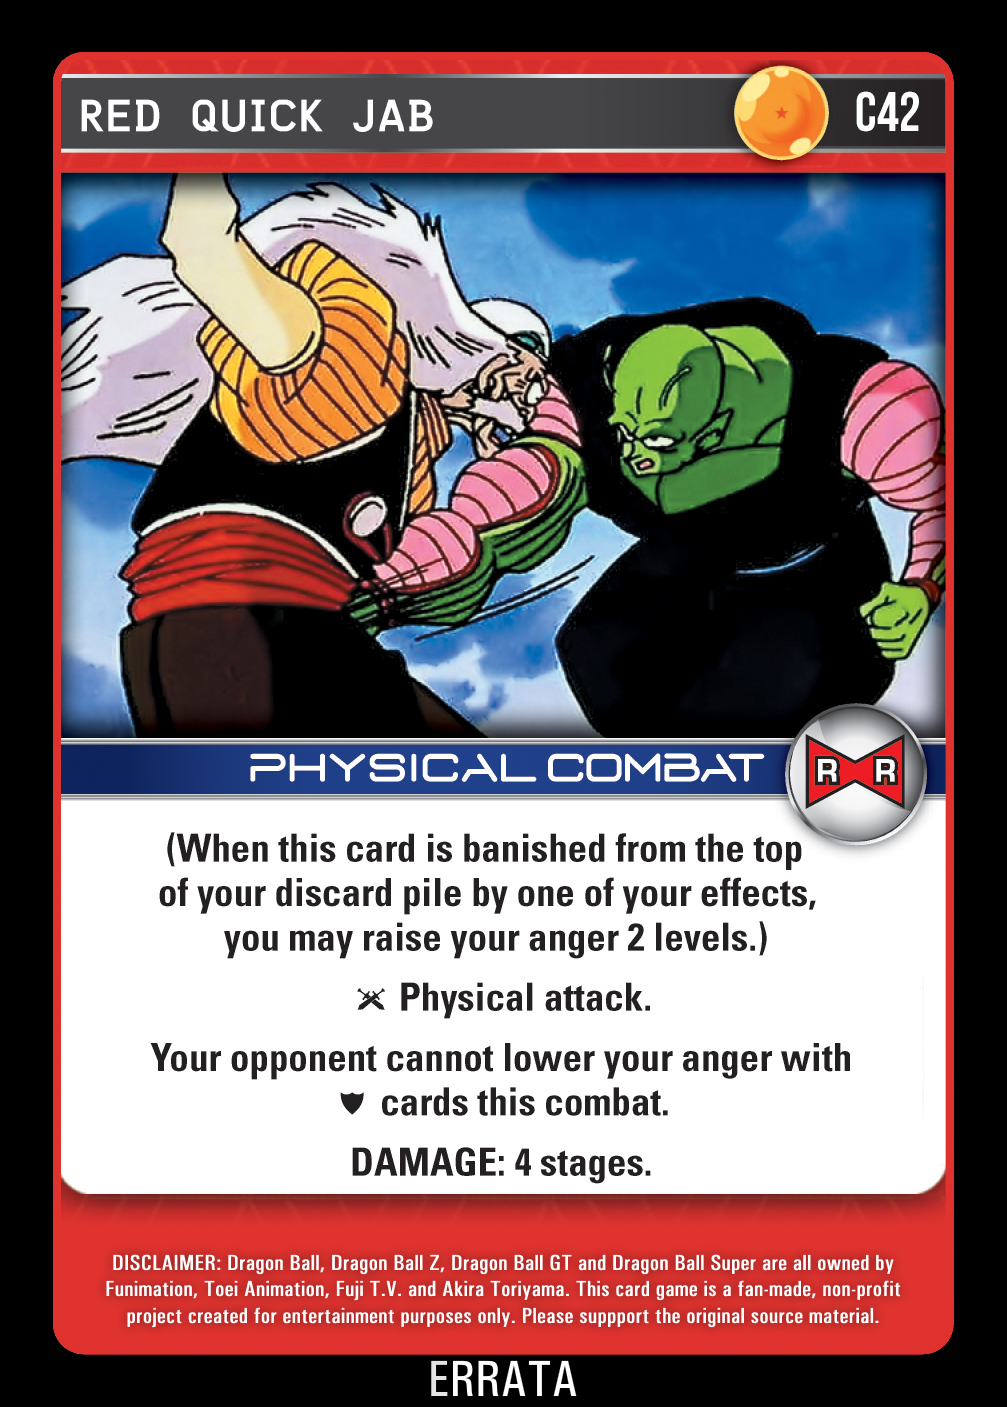 RED QUICK JAB
C42
PHYSICAL COMBAT
R R
(When this card is banished from the top
of your discard pile by one of your effects,
you may raise your anger 2 levels.)
Physical attack.
Your opponent cannot lower your anger with
cards this combat.
DAMAGE: 4 stages.
DISCLAIMER: Dragon Ball, Dragon Ball Z, Dragon Ball GT and Dragon Ball Super are all owned by
Funimation, Toei Animation, Fuji T.V. and Akira Toriyama. This card game is a fan-made, non-profit
project created for entertainment purposes only. Please suppport the original source material.
ERRATA